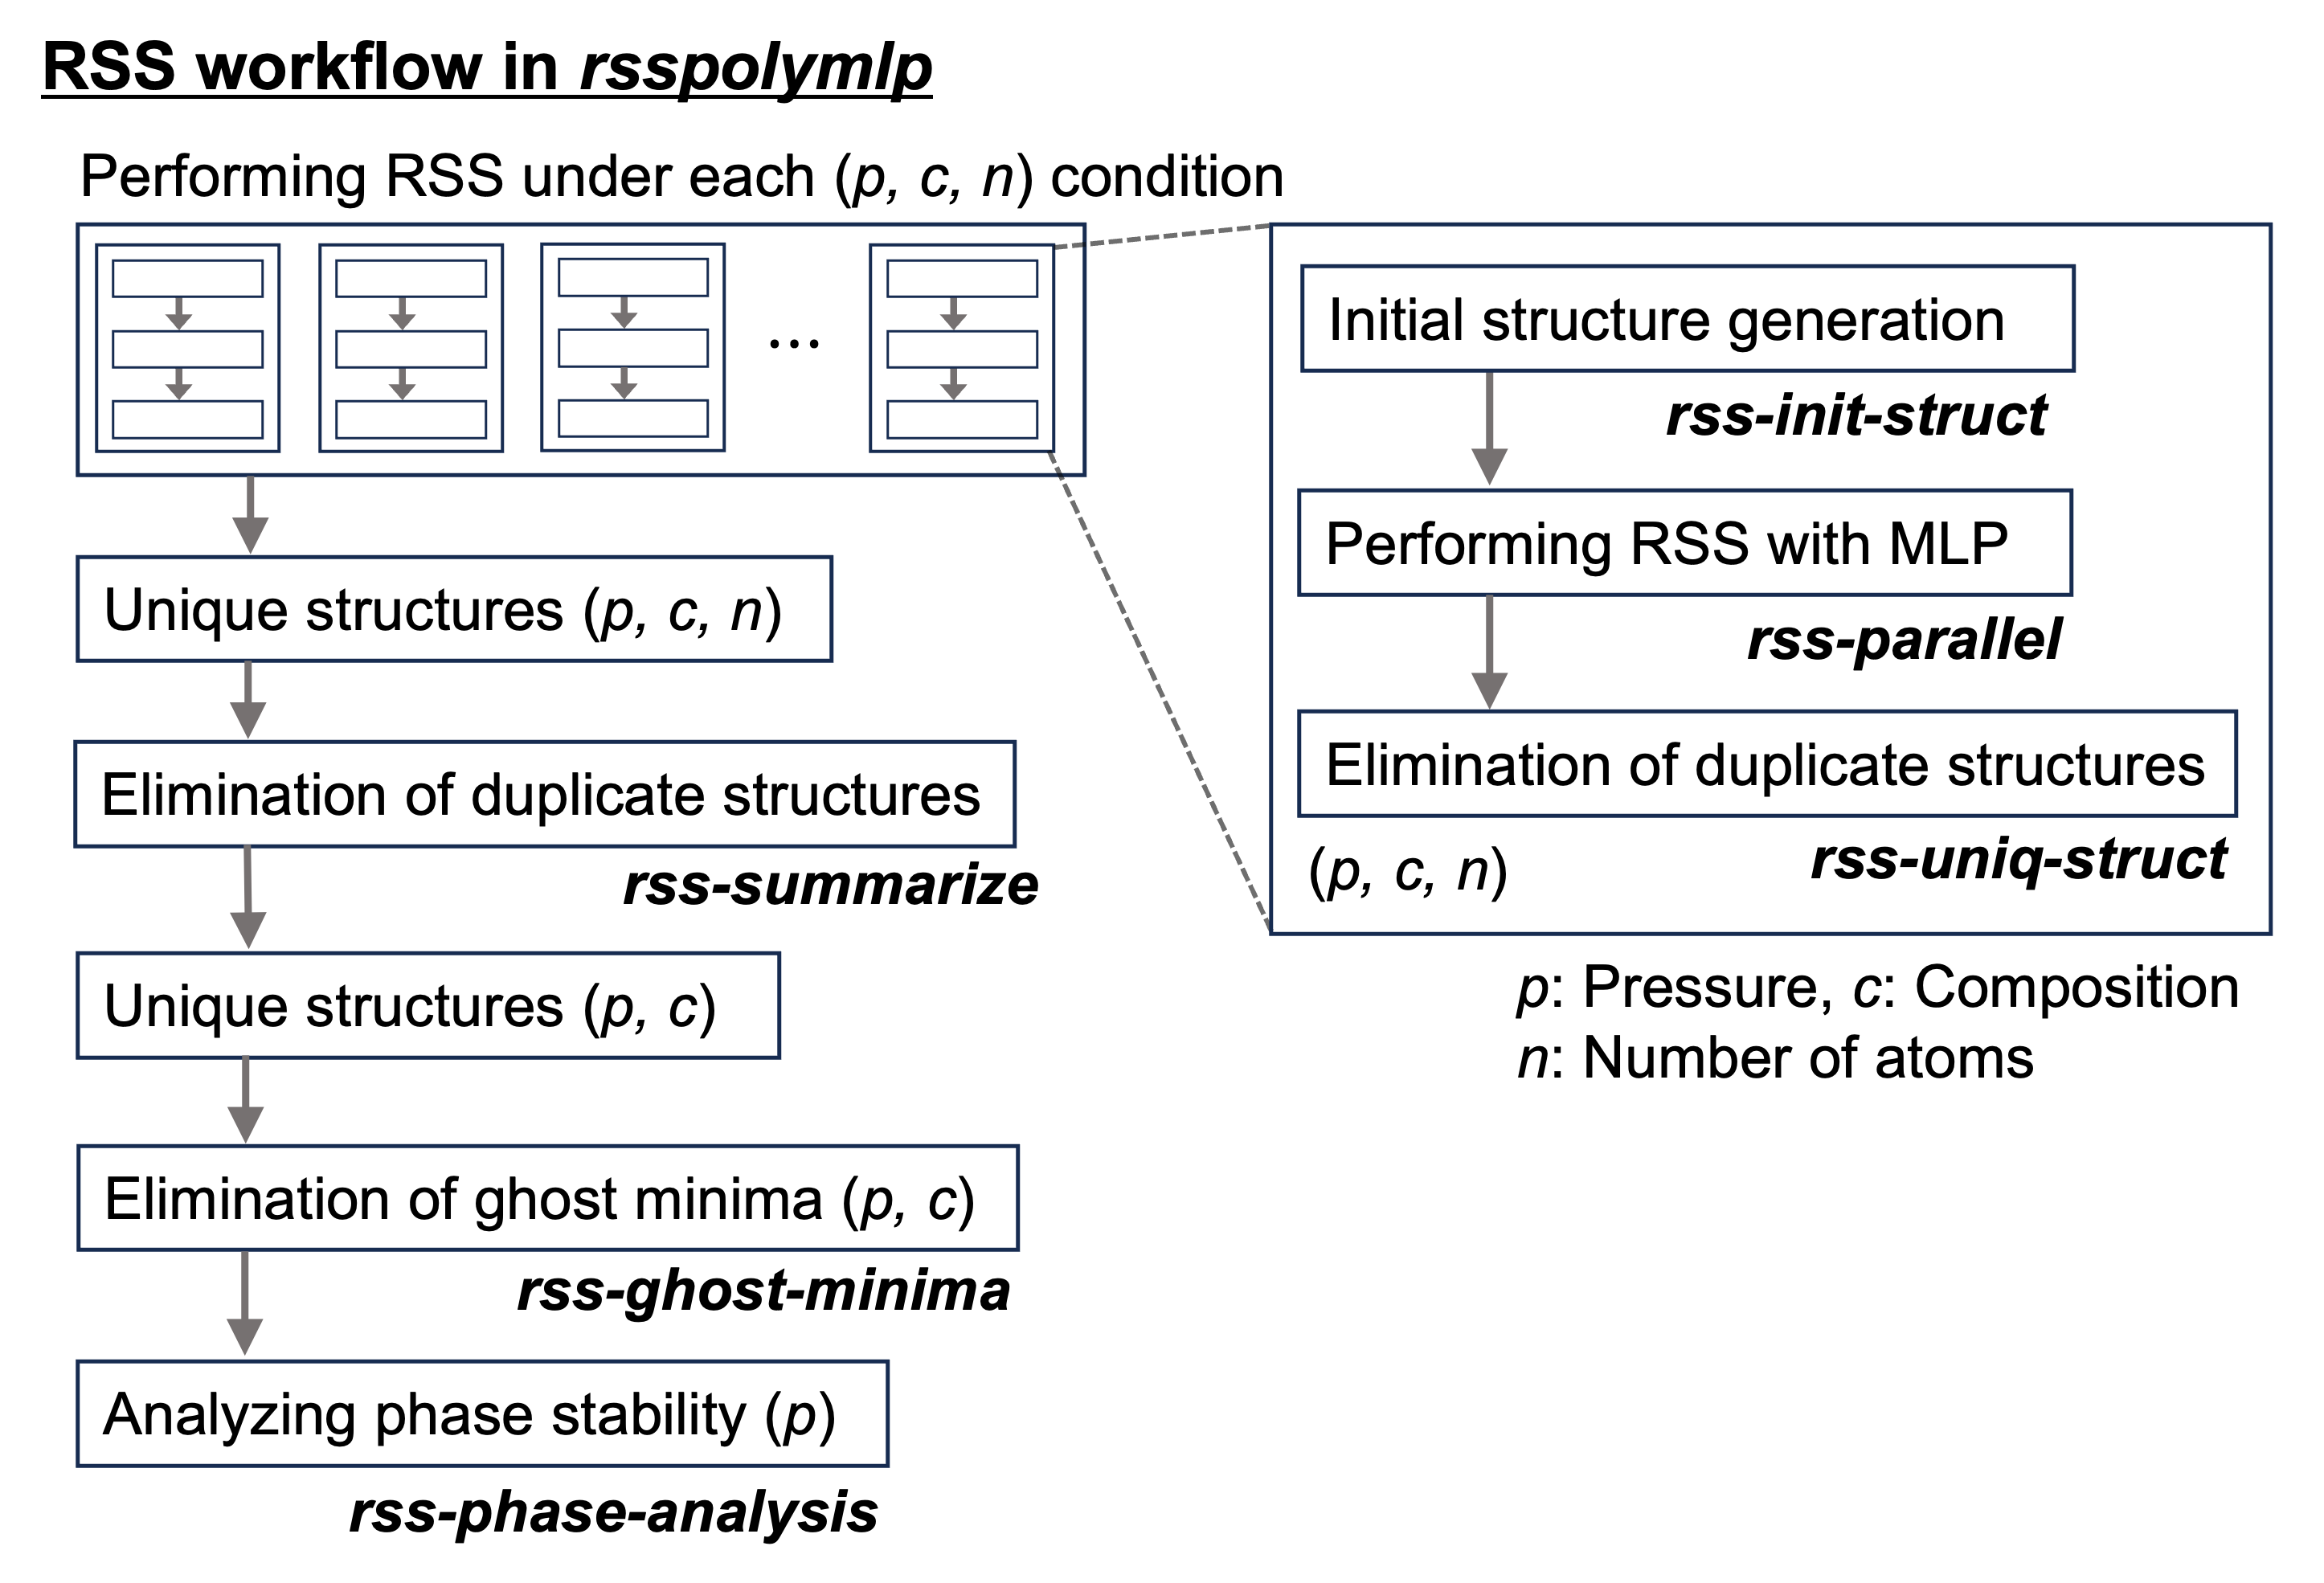 RSS workflow in rsspolymlp
Performing RSS under each (p, c, n) condition
...
Unique structures (p, c, n)
Elimination of duplicate structures
rss-summarize
Unique structures (p, c)
Elimination of ghost minima (p, c)
rss-ghost-minima
Analyzing phase stability (p)
rss-phase-analysis
Initial structure generation
rss-init-struct
Performing RSS with MLP
rss-parallel
Elimination of duplicate structures
(p, c, n) rss-uniq-struct
p: Pressure, c: Composition
n: Number of atoms